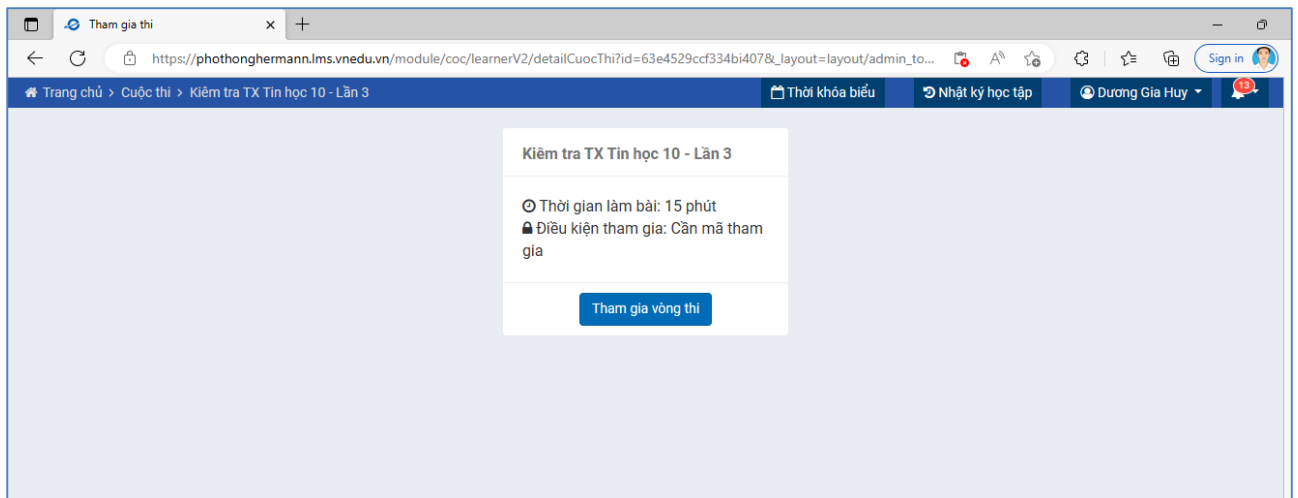 Tham gia thi
https://phothonghermann.lms.vnedu.vn/module/coc/learnerV2/detailCuocThi?id=63e4529ccf334bi407&_layout=layout/admin_to...
Sign in
Trang chủ > Cuộc thi > Kiêm tra TX Tin học 10 - Lần 3
Thời khóa biểu
Nhật ký học tập
Dương Gia Huy
13
Kiêm tra TX Tin học 10 - Lần 3
Thời gian làm bài: 15 phút
Điều kiện tham gia: Cần mã tham
gia
Tham gia vòng thi